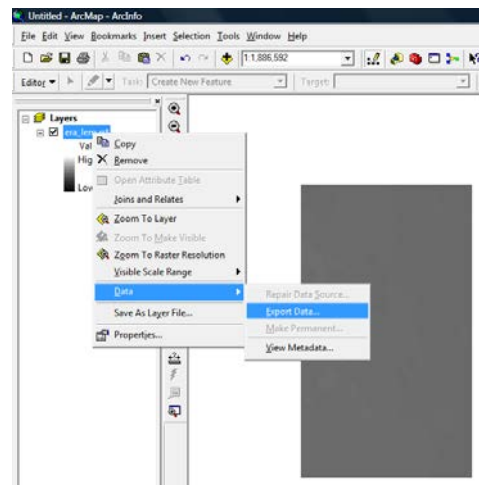 Untitled - ArcMap - ArcInfo
File Edit View Bookmarks Insert Selection Tools Window Help
1:1,886,592
Editor Task: Create New Feature Target:
Layers
Val
Hig
Low
Copy
Remove
Open Attribute Table
Joins and Relates
Zoom To Layer
Zoom To Make Visible
Zoom To Raster Resolution
Visible Scale Range
Data
Save As Layer File...
Properties...
Repair Data Source...
Export Data...
Make Permanent...
View Metadata...